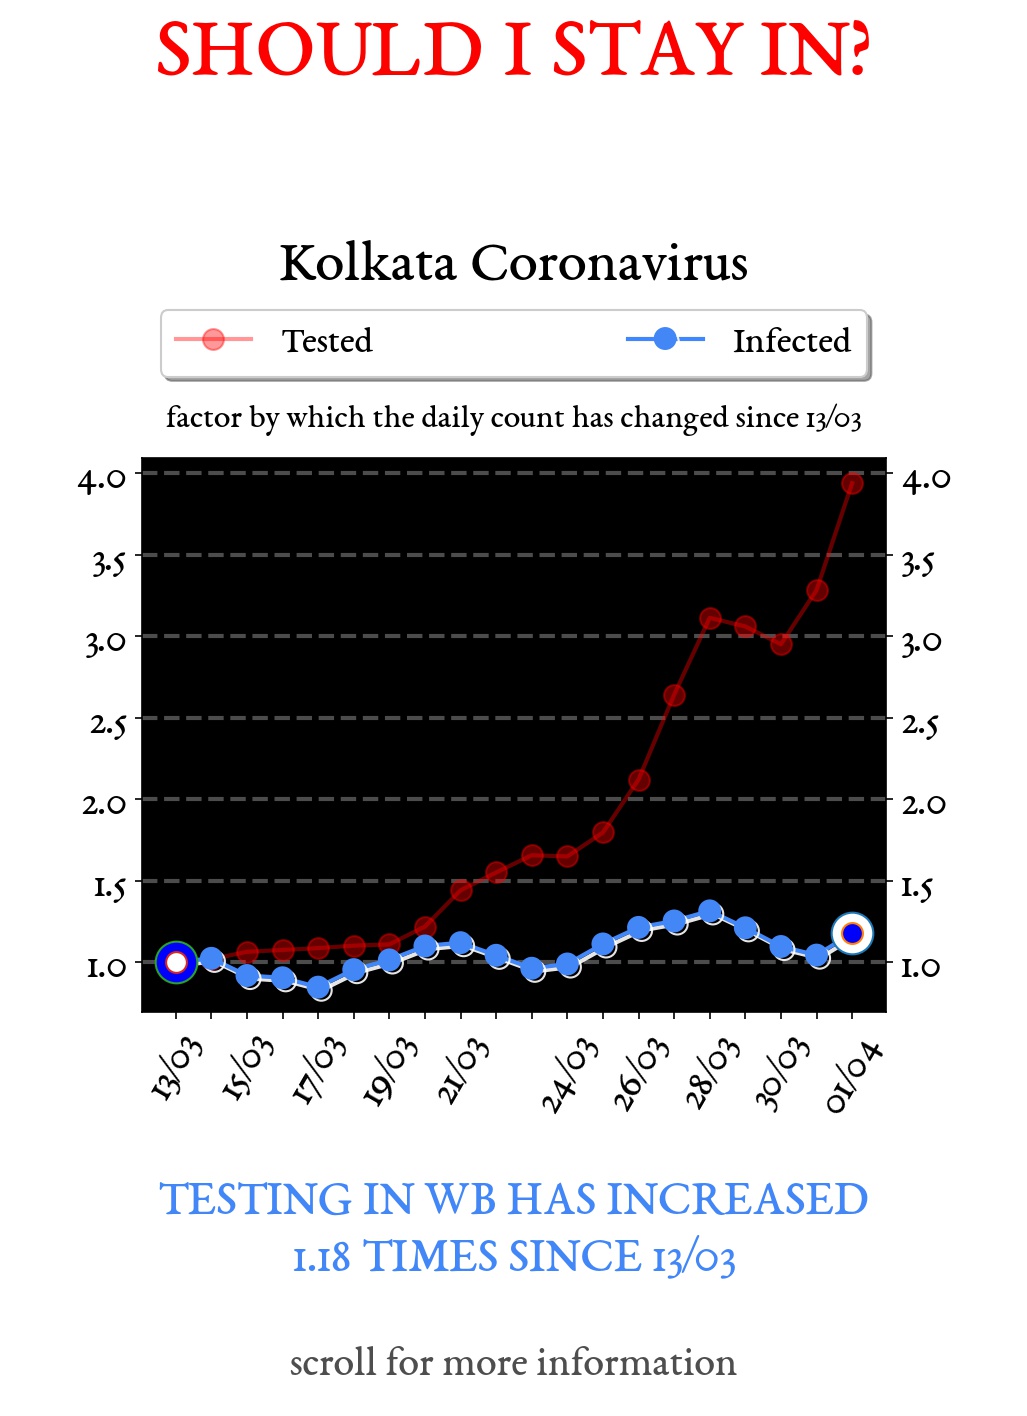 SHOULD I STAY IN?
Kolkata Coronavirus
Tested Infected
factor by which the daily count has changed since 13/03
4.0 4.0
3.5 3.5
3.0 3.0
2.5 2.5
2.0 2.0
1.5 1.5
1.0 1.0
13/03 15/03 17/03 19/03 21/03 24/03 26/03 28/03 30/03 01/04
TESTING IN WB HAS INCREASED
1.18 TIMES SINCE 13/03
scroll for more information